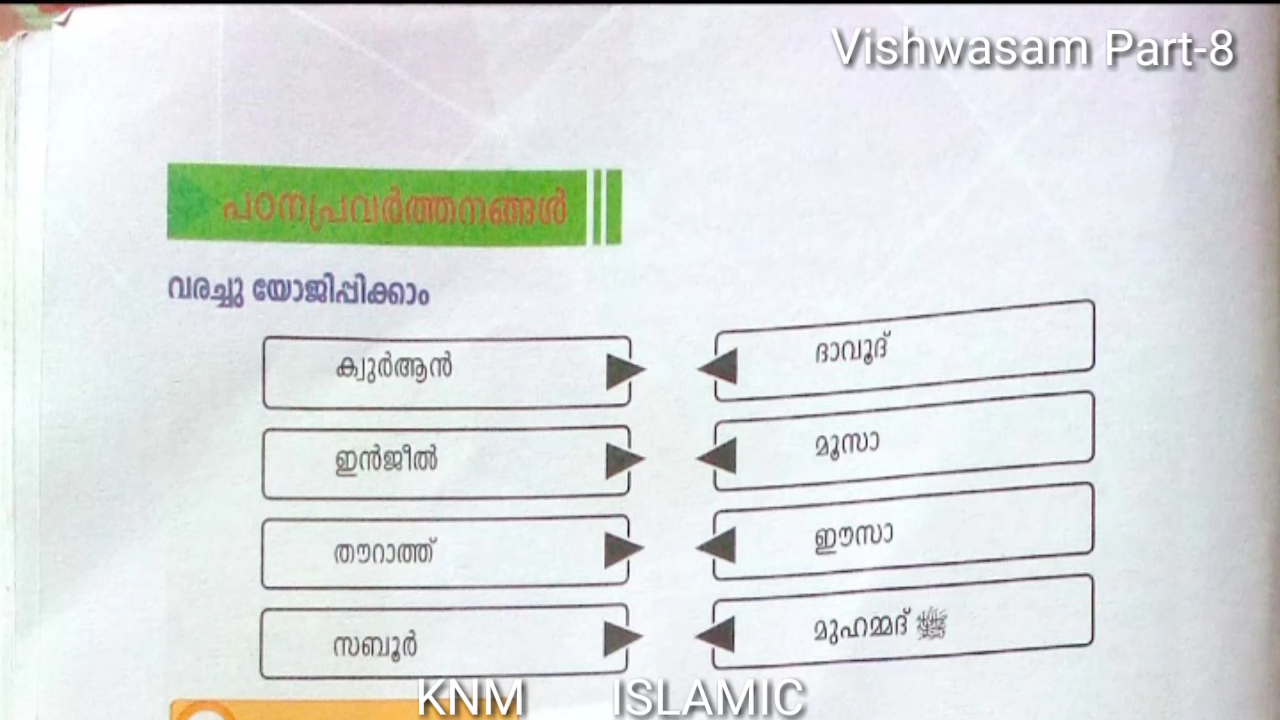 Vishwasam Part-8
പഠനപ്രവർത്തനങ്ങൾ
വരച്ചു യോജിപ്പിക്കാം
ക്വുർആൻ
ദാവൂദ്
ഇൻജീൽ
മൂസാ
തൗറാത്ത്
ഈസാ
സബൂർ
മുഹമ്മദ് ﷺ
KNM ISLAMIC